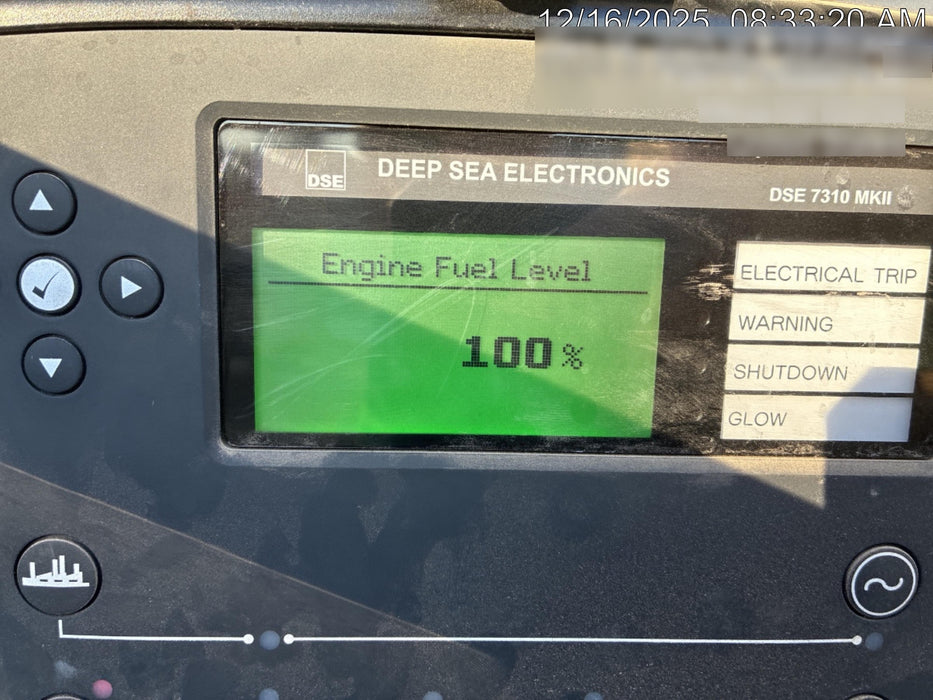 12/16/2025 08:33:20 AM
DSE
DEEP SEA ELECTRONICS
DSE 7310 MKII
Engine Fuel Level
100 %
ELECTRICAL TRIP
WARNING
SHUTDOWN
GLOW